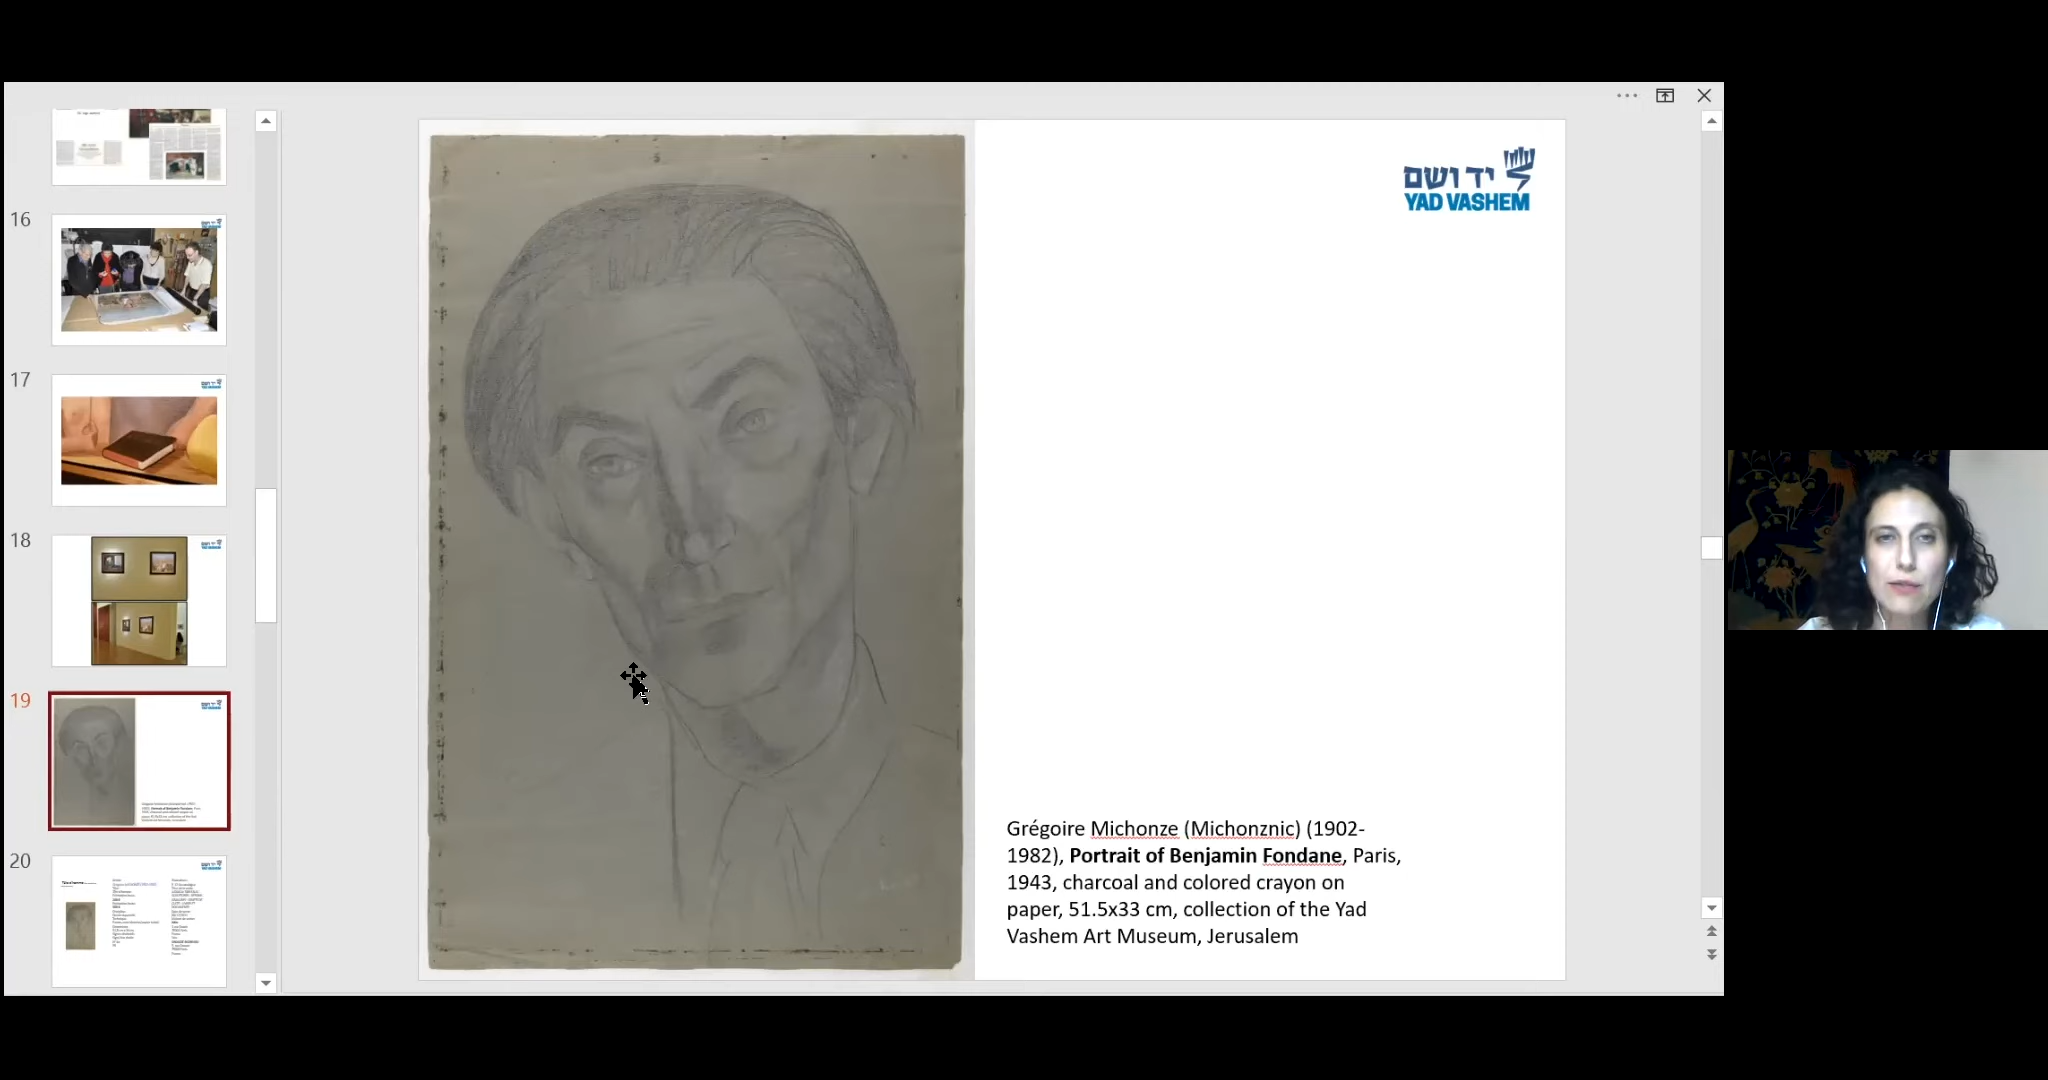 יד ושם
YAD VASHEM
Grégoire Michonze (Michonznic) (1902-
1982), Portrait of Benjamin Fondane, Paris,
1943, charcoal and colored crayon on
paper, 51.5x33 cm, collection of the Yad
Vashem Art Museum, Jerusalem
16
17
18
19
20